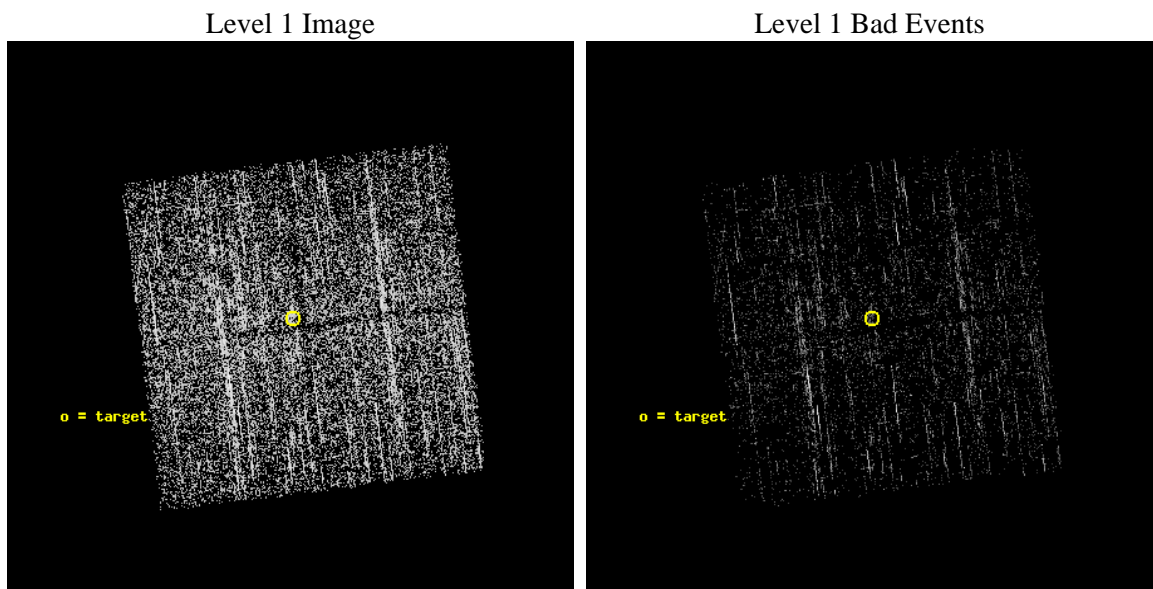 Level 1 Image
Level 1 Bad Events
o = target
o = target